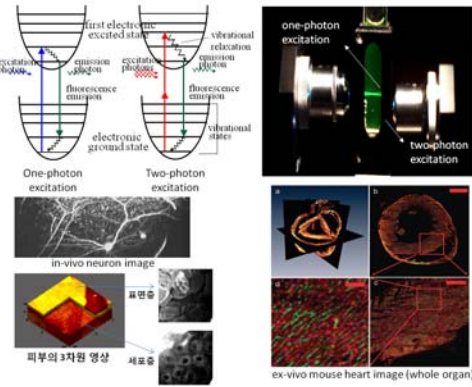 first electronic
excited state
vibrational
relaxation
excitation
photon
emission
photon
excitation
photons
emission
photon
fluorescence
emission
fluorescence
emission
electronic
ground state
vibrational
states
One-photon
excitation
Two-photon
excitation
one-photon
excitation
two-photon
excitation
in-vivo neuron image
표면층
세포층
피부의 3차원 영상
a
b
d
c
ex-vivo mouse heart image (whole organ)